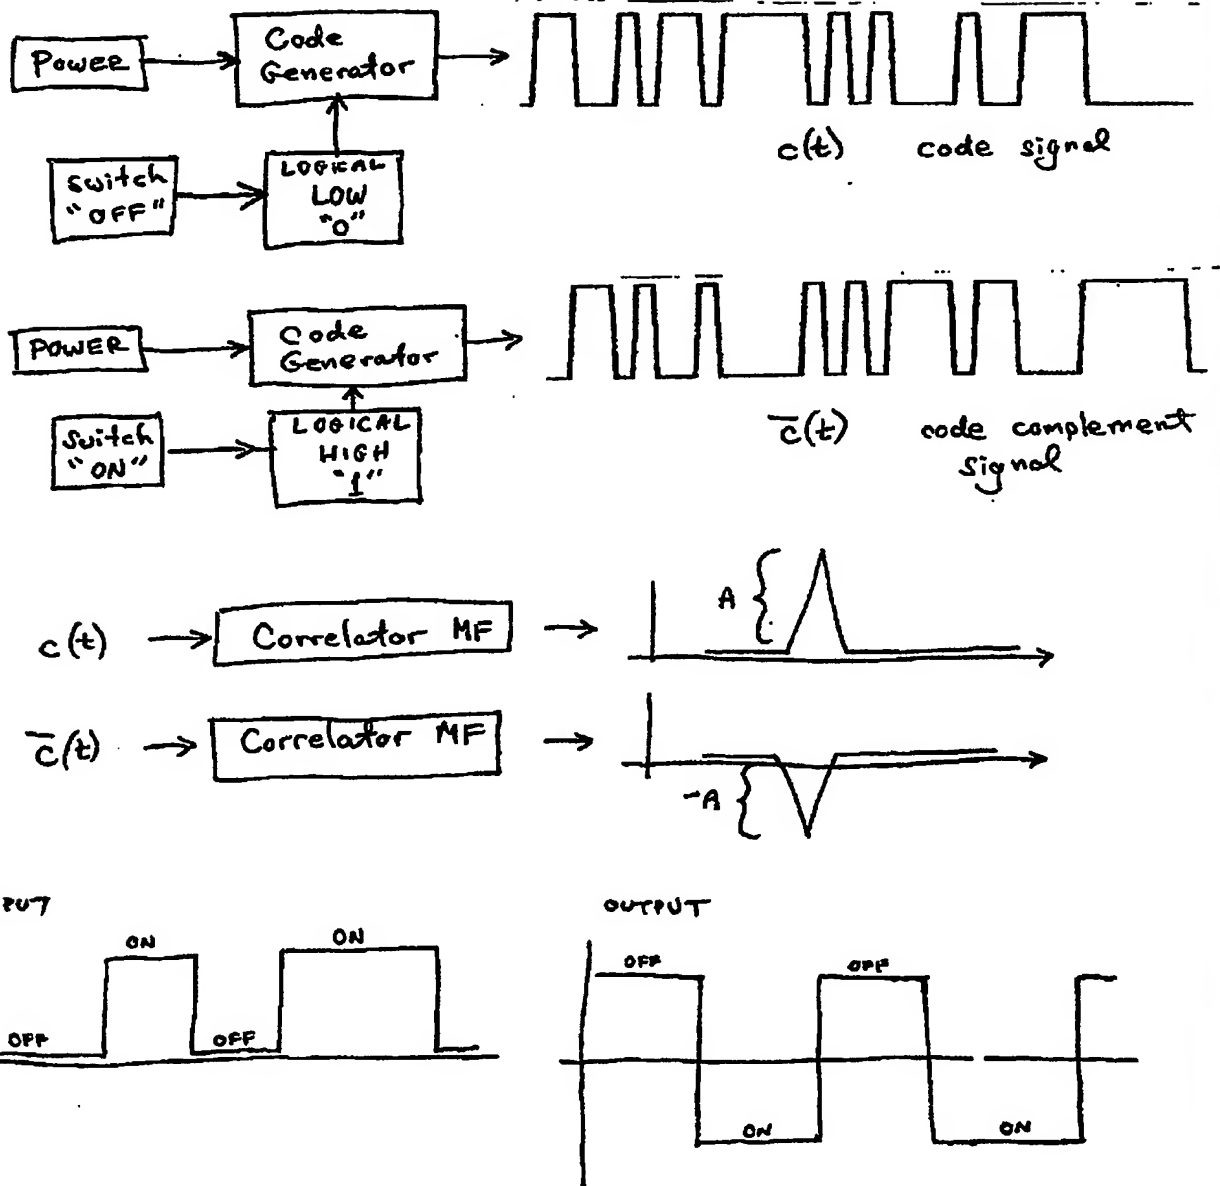 POWER
Code
Generator
c(t) code signal
Switch
"OFF"
LOGICAL
LOW
"0"
POWER
Code
Generator
Switch
"ON"
LOGICAL
HIGH
"1"
c̅(t) code complement
signal
c(t)
Correlator MF
A
c̅(t)
Correlator MF
-A
PUT
OFF
ON
OFF
ON
OUTPUT
OFF
ON
OFF
ON